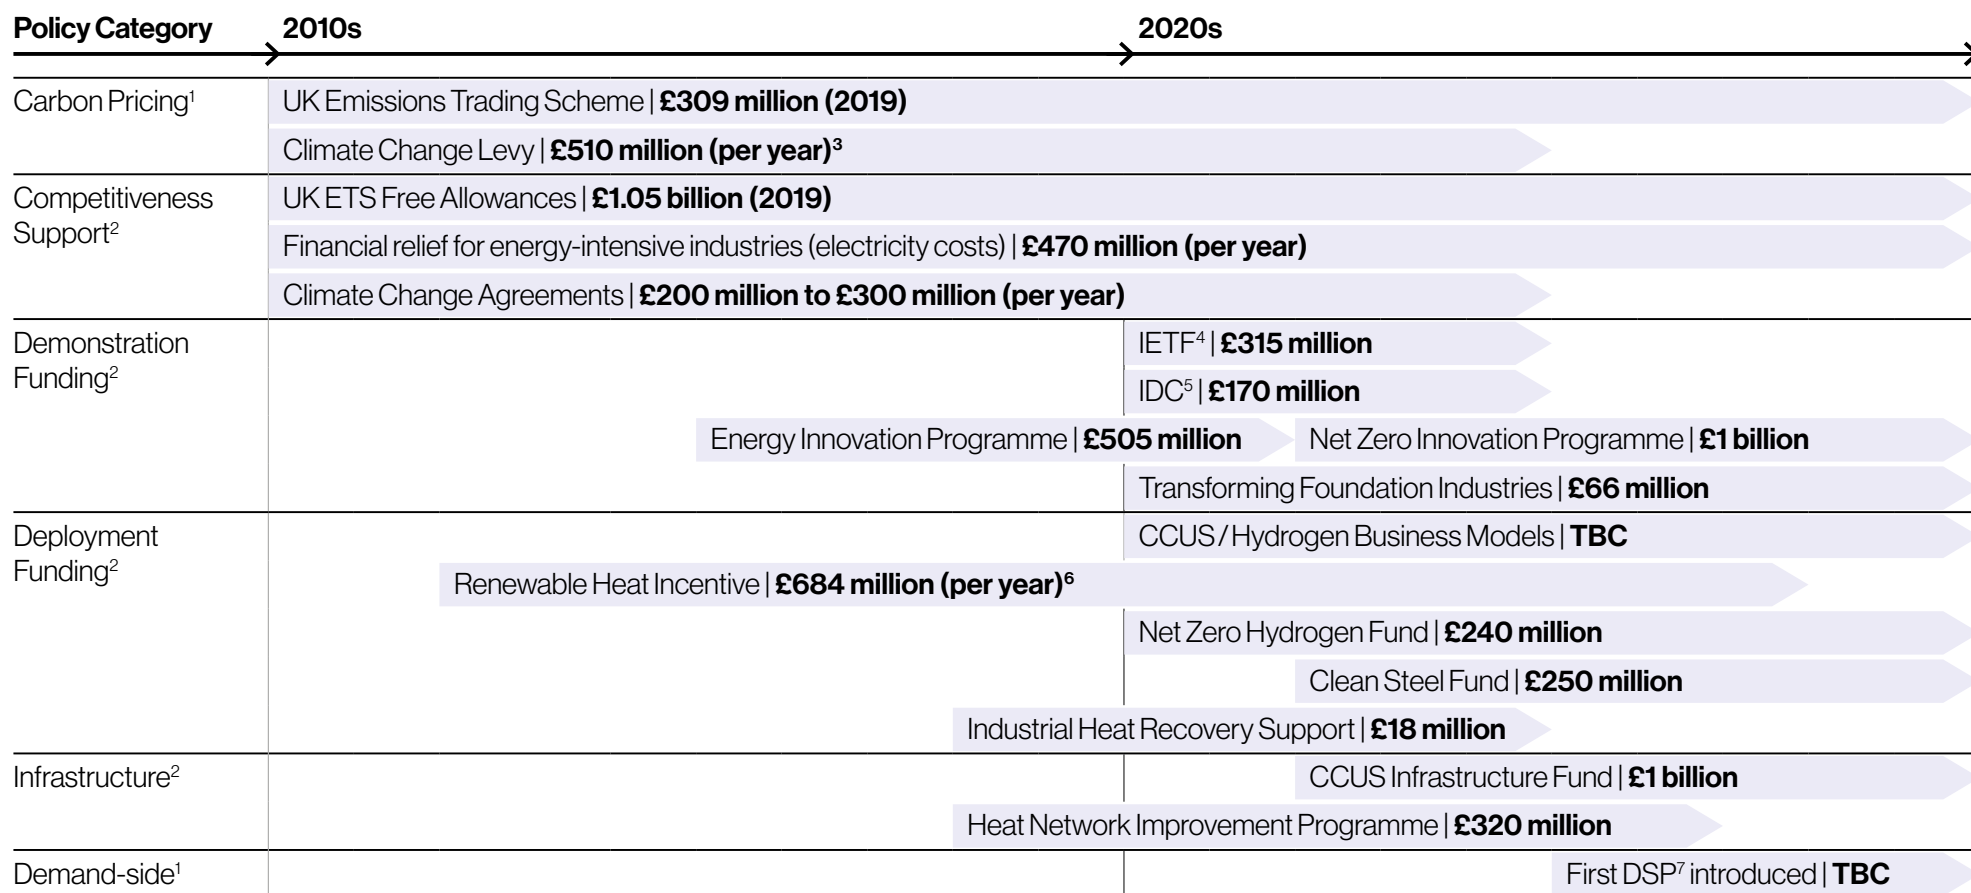 Policy Category 2010s 2020s
Carbon Pricing¹ UK Emissions Trading Scheme | £309 million (2019)
Climate Change Levy | £510 million (per year)³
Competitiveness UK ETS Free Allowances | £1.05 billion (2019)
Support²
Financial relief for energy-intensive industries (electricity costs) | £470 million (per year)
Climate Change Agreements | £200 million to £300 million (per year)
Demonstration IETF⁴ | £315 million
Funding²
IDC⁵ | £170 million
Energy Innovation Programme | £505 million Net Zero Innovation Programme | £1 billion
Transforming Foundation Industries | £66 million
Deployment CCUS / Hydrogen Business Models | TBC
Funding²
Renewable Heat Incentive | £684 million (per year)⁶
Net Zero Hydrogen Fund | £240 million
Clean Steel Fund | £250 million
Industrial Heat Recovery Support | £18 million
Infrastructure² CCUS Infrastructure Fund | £1 billion
Heat Network Improvement Programme | £320 million
Demand-side¹ First DSP⁷ introduced | TBC